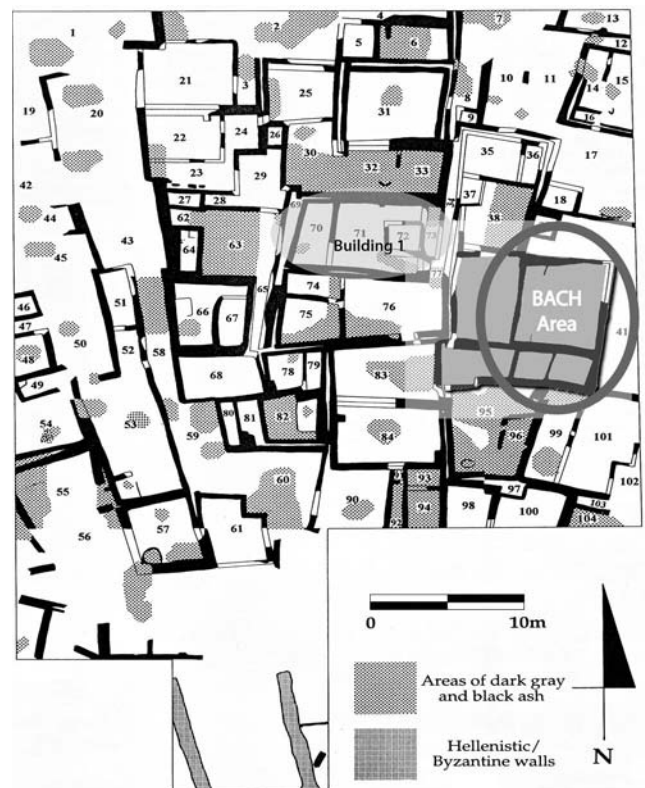 4 7 13
1 2 5 6 12
21 3 25 31 10 11 14 15
19 20 8 9 16
22 24 26
30 35 36 17
23 29 32 33
42 27 28 69 37 18
44 62 38
43 63 70 71 72 73
Building 1
45 64
77
65 74
46 51 66 67 75 76 BACH
47 Area 41
50 52 58
48 68 78 79 83
49
80 81 82 95
54 53 59 84 96 99 101
60 93 97 102
55 90 94 98 100 103
56 57 61 92 104
0 10m
Areas of dark gray
and black ash
Hellenistic/
Byzantine walls
N